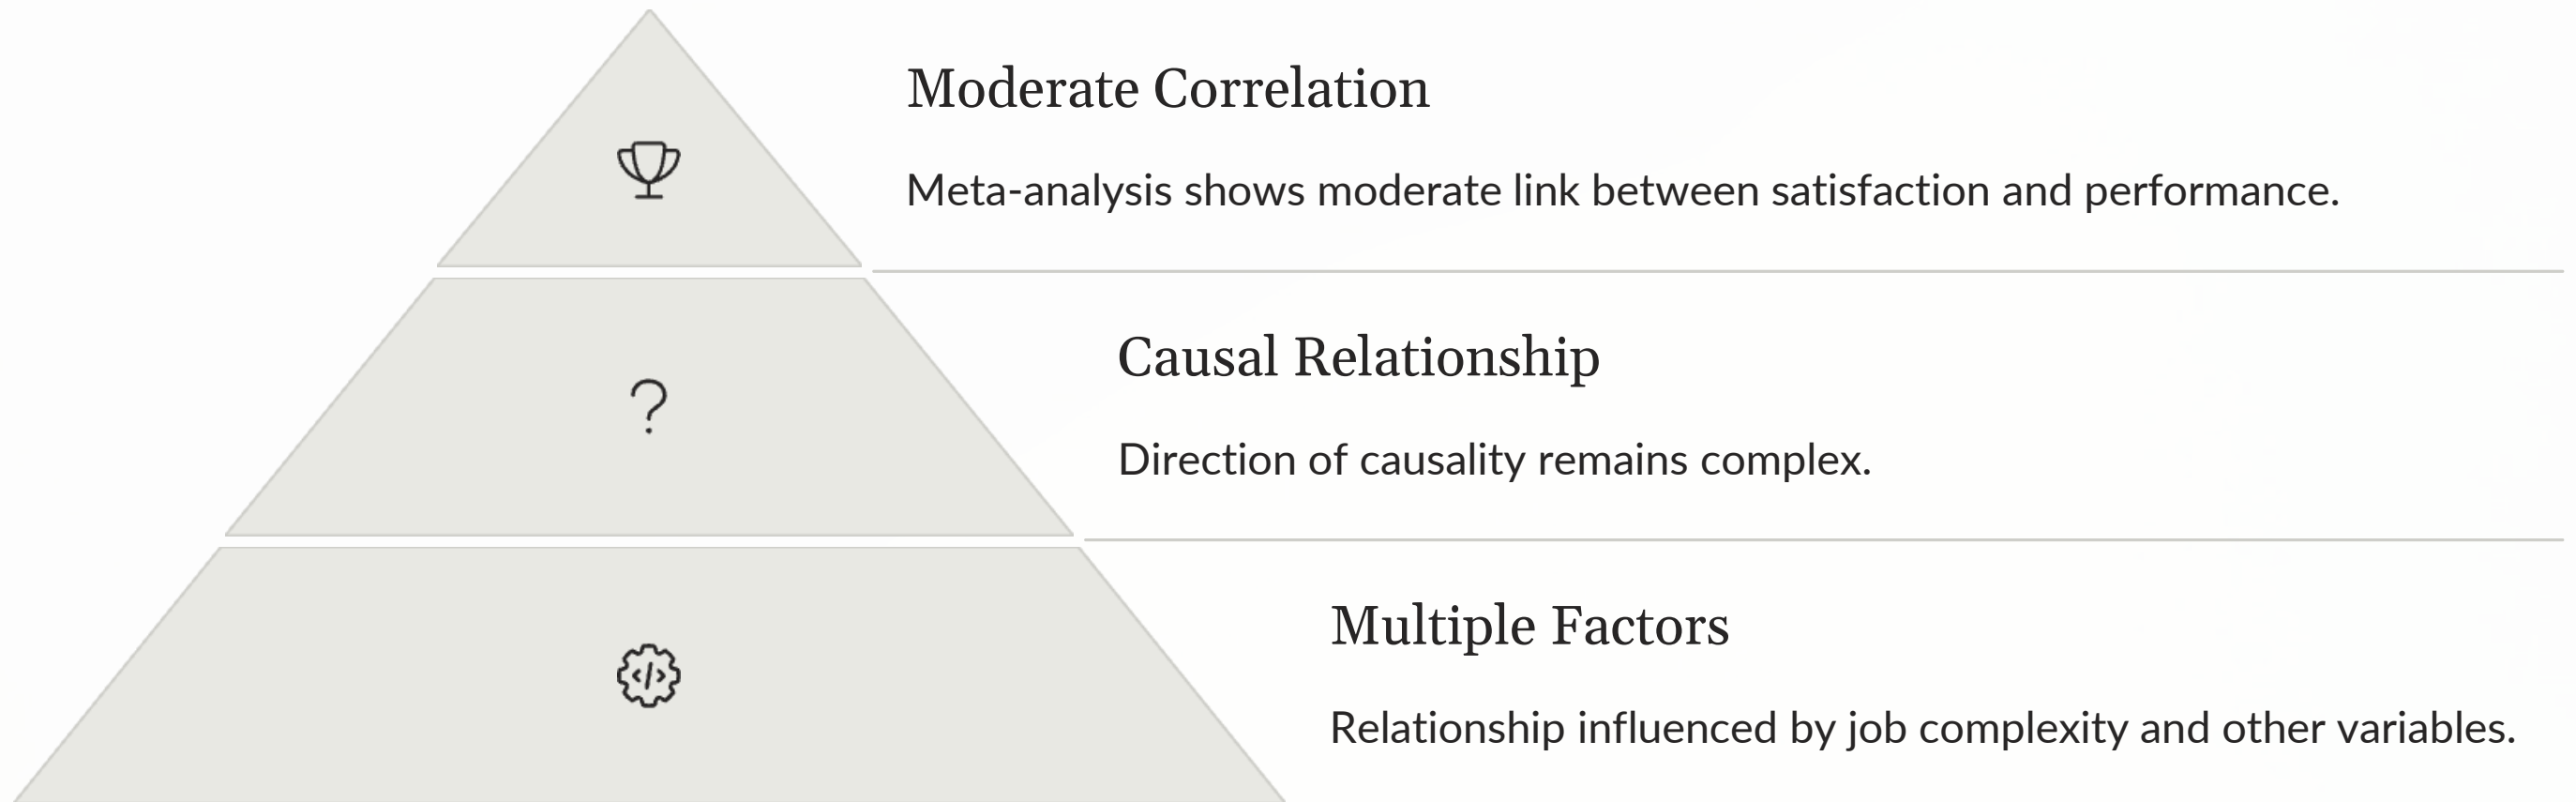 Moderate Correlation
Meta-analysis shows moderate link between satisfaction and performance.
?
Causal Relationship
Direction of causality remains complex.
Multiple Factors
</>
Relationship influenced by job complexity and other variables.